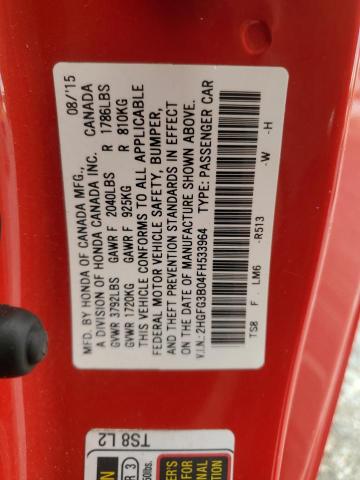 MFD. BY HONDA OF CANADA MFG., 08/'15
A DIVISION OF HONDA CANADA INC. CANADA
GVWR 3792LBS GAWR F 2040LBS R 1786LBS
GVWR 1720KG GAWR F 925KG R 810KG
THIS VEHICLE CONFORMS TO ALL APPLICABLE
FEDERAL MOTOR VEHICLE SAFETY, BUMPER,
AND THEFT PREVENTION STANDARDS IN EFFECT
ON THE DATE OF MANUFACTURE SHOWN ABOVE.
V.I.N.: 2HGFG3B04FH533964 TYPE: PASSENGER CAR
TS8 F LM6 -R513 -W -H
TS8 L2